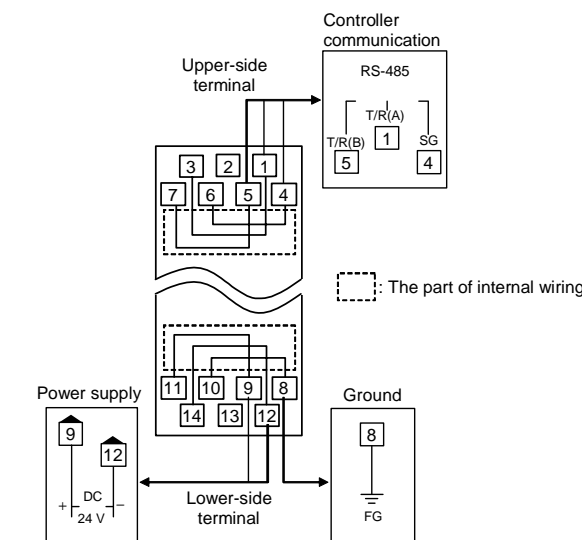 Controller
communication
Upper-side
terminal
RS-485
T/R(A)
T/R(B) 1 SG
5 4
3 2 1
7 6 5 4
: The part of internal wiring
11 10 9 8
14 13 12
Power supply
9
12
+ DC −
24 V
Lower-side
terminal
Ground
8
FG